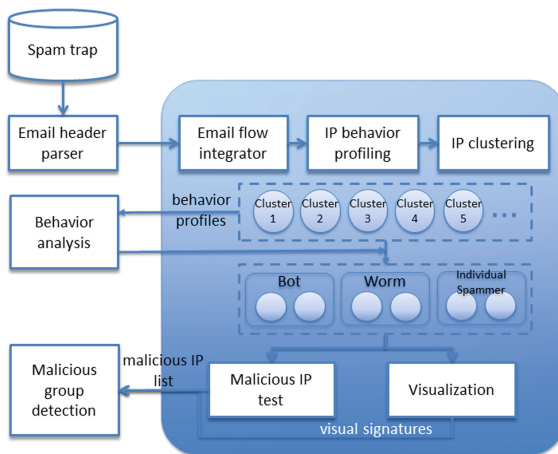 Spam trap
Email header
parser
Email flow
integrator
IP behavior
profiling
IP clustering
behavior
profiles
Cluster
1
Cluster
2
Cluster
3
Cluster
4
Cluster
5
...
Behavior
analysis
Bot
Worm
Individual
Spammer
malicious IP
list
Malicious
group
detection
Malicious IP
test
Visualization
visual signatures